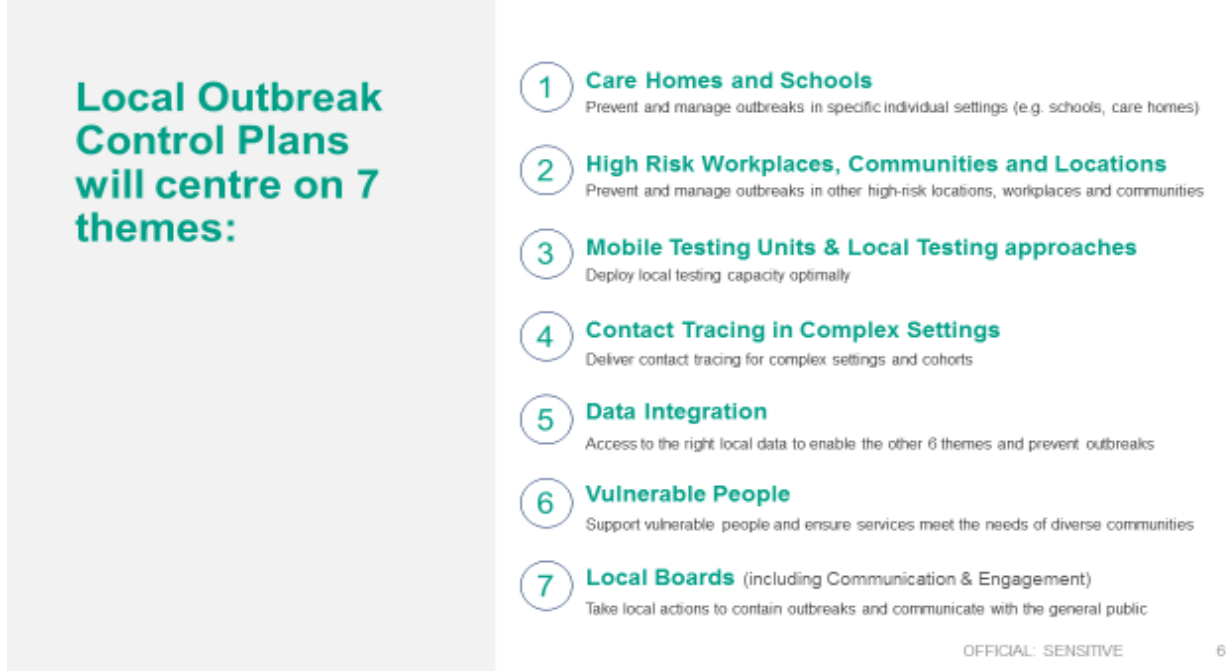 Local Outbreak
Control Plans
will centre on 7
themes:
1
Care Homes and Schools
Prevent and manage outbreaks in specific individual settings (e.g. schools, care homes)
2
High Risk Workplaces, Communities and Locations
Prevent and manage outbreaks in other high-risk locations, workplaces and communities
3
Mobile Testing Units & Local Testing approaches
Deploy local testing capacity optimally
4
Contact Tracing in Complex Settings
Deliver contact tracing for complex settings and cohorts
5
Data Integration
Access to the right local data to enable the other 6 themes and prevent outbreaks
6
Vulnerable People
Support vulnerable people and ensure services meet the needs of diverse communities
7
Local Boards (including Communication & Engagement)
Take local actions to contain outbreaks and communicate with the general public
OFFICIAL: SENSITIVE 6